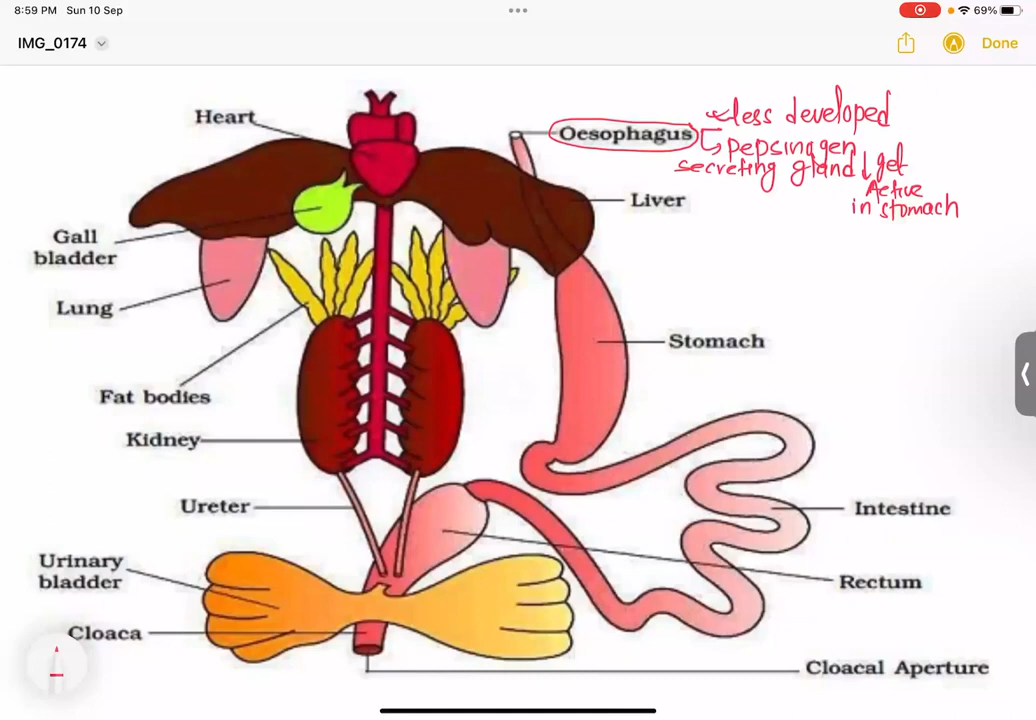 8:59 PM Sun 10 Sep
69%
IMG_0174
Done
Heart
Oesophagus
less developed
pepsinogen
secreting gland get
Active
in stomach
Liver
Gall
bladder
Lung
Stomach
Fat bodies
Kidney
Ureter
Intestine
Urinary
bladder
Rectum
Cloaca
Cloacal Aperture